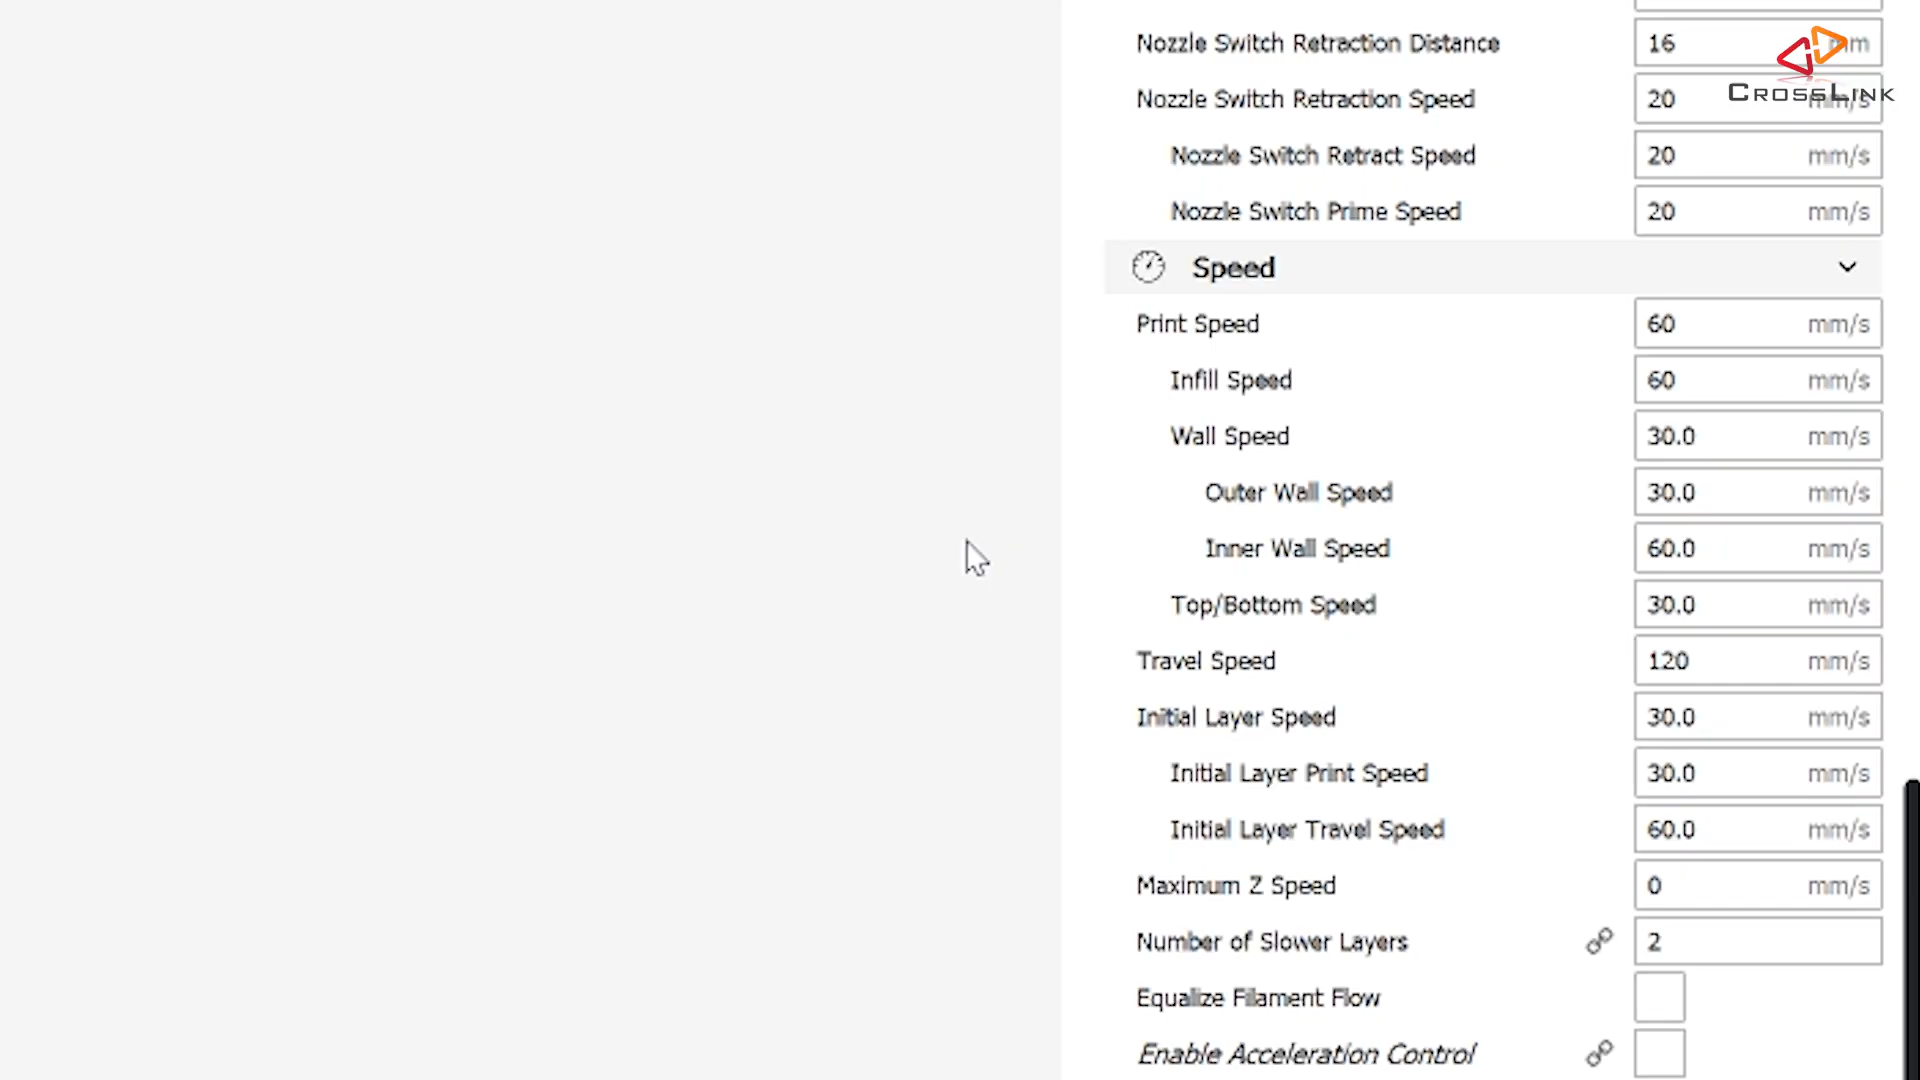 Nozzle Switch Retraction Distance 16 mm
Nozzle Switch Retraction Speed 20 mm/s
CROSSLINK
Nozzle Switch Retract Speed 20 mm/s
Nozzle Switch Prime Speed 20 mm/s
Speed
Print Speed 60 mm/s
Infill Speed 60 mm/s
Wall Speed 30.0 mm/s
Outer Wall Speed 30.0 mm/s
Inner Wall Speed 60.0 mm/s
Top/Bottom Speed 30.0 mm/s
Travel Speed 120 mm/s
Initial Layer Speed 30.0 mm/s
Initial Layer Print Speed 30.0 mm/s
Initial Layer Travel Speed 60.0 mm/s
Maximum Z Speed 0 mm/s
Number of Slower Layers 2
Equalize Filament Flow
Enable Acceleration Control